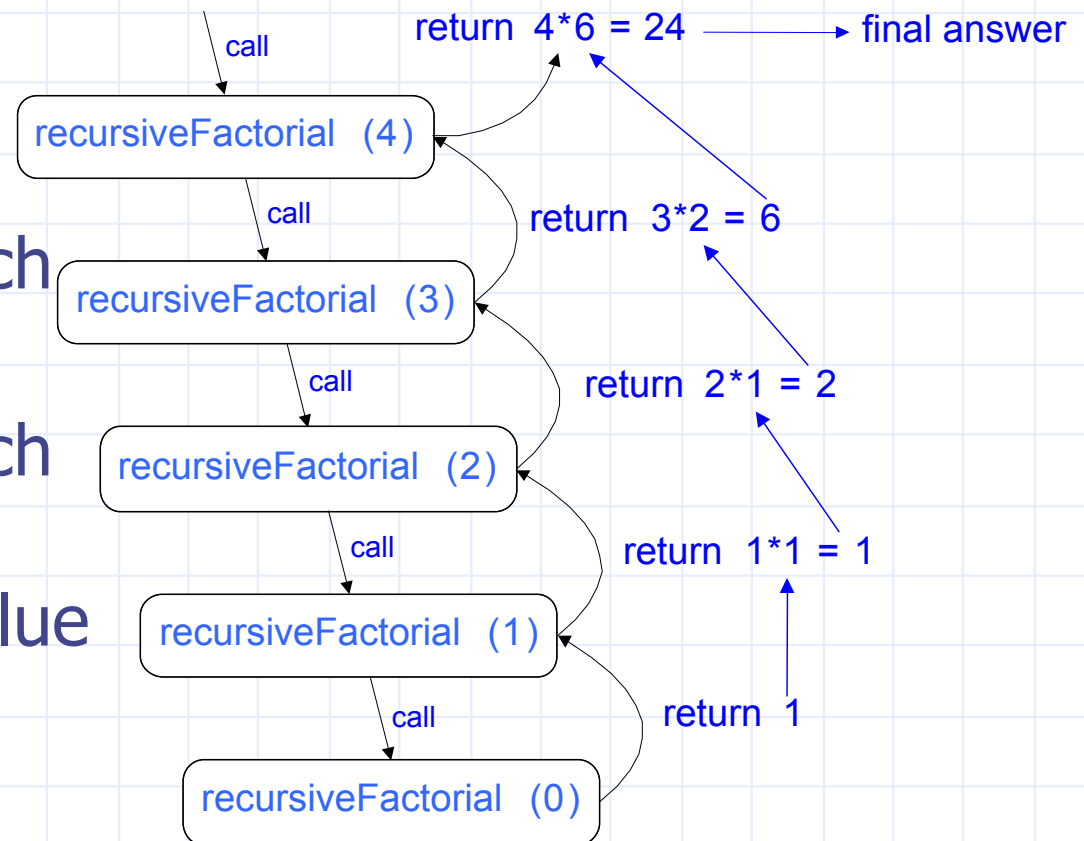 call
return 4*6 = 24
final answer
recursiveFactorial (4)
call
return 3*2 = 6
recursiveFactorial (3)
call
return 2*1 = 2
recursiveFactorial (2)
call
return 1*1 = 1
recursiveFactorial (1)
call
return 1
recursiveFactorial (0)
ch
ch
lue